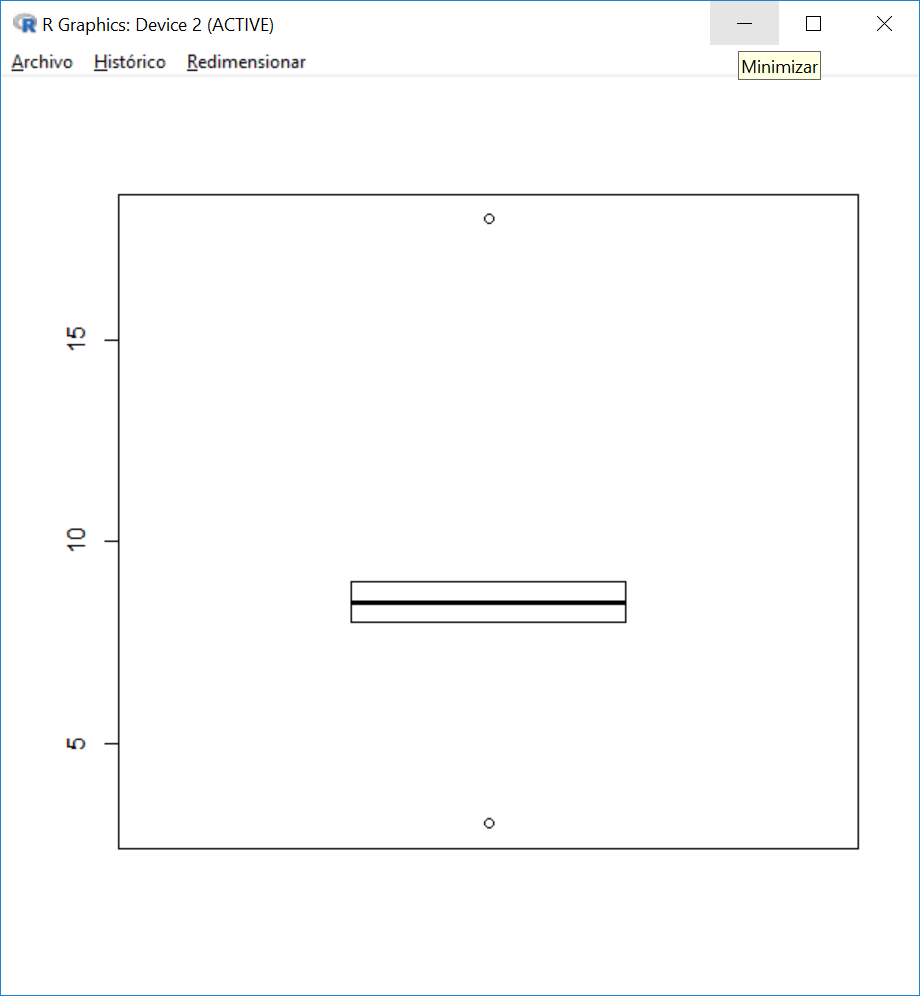 R Graphics: Device 2 (ACTIVE)
Archivo Histórico Redimensionar
Minimizar
15
10
5